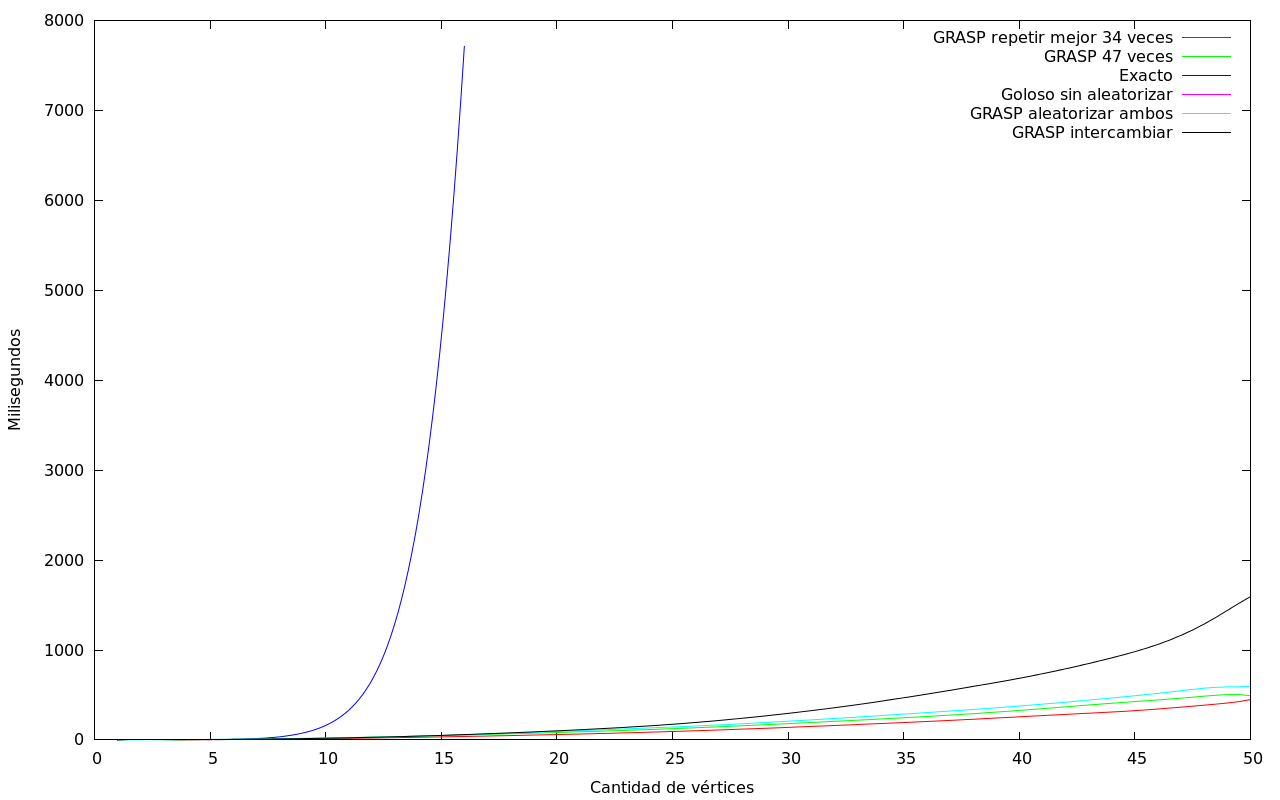 8000
7000
6000
5000
4000
3000
2000
1000
0
Milisegundos
GRASP repetir mejor 34 veces
GRASP 47 veces
Exacto
Goloso sin aleatorizar
GRASP aleatorizar ambos
GRASP intercambiar
0 5 10 15 20 25 30 35 40 45 50
Cantidad de vértices